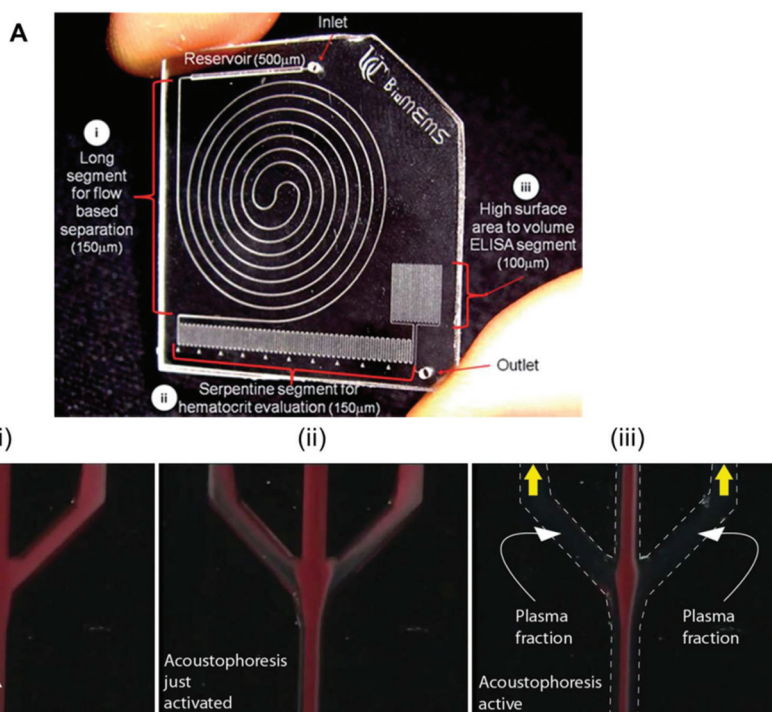 A
Inlet
Reservoir (500μm)
UC BioMEMS
i
Long
segment
for flow
based
separation
(150μm)
iii
High surface
area to volume
ELISA segment
(100μm)
Outlet
ii
Serpentine segment for
hematocrit evaluation (150μm)
i)
(ii)
(iii)
Acoustophoresis
just
activated
Plasma
fraction
Plasma
fraction
Acoustophoresis
active